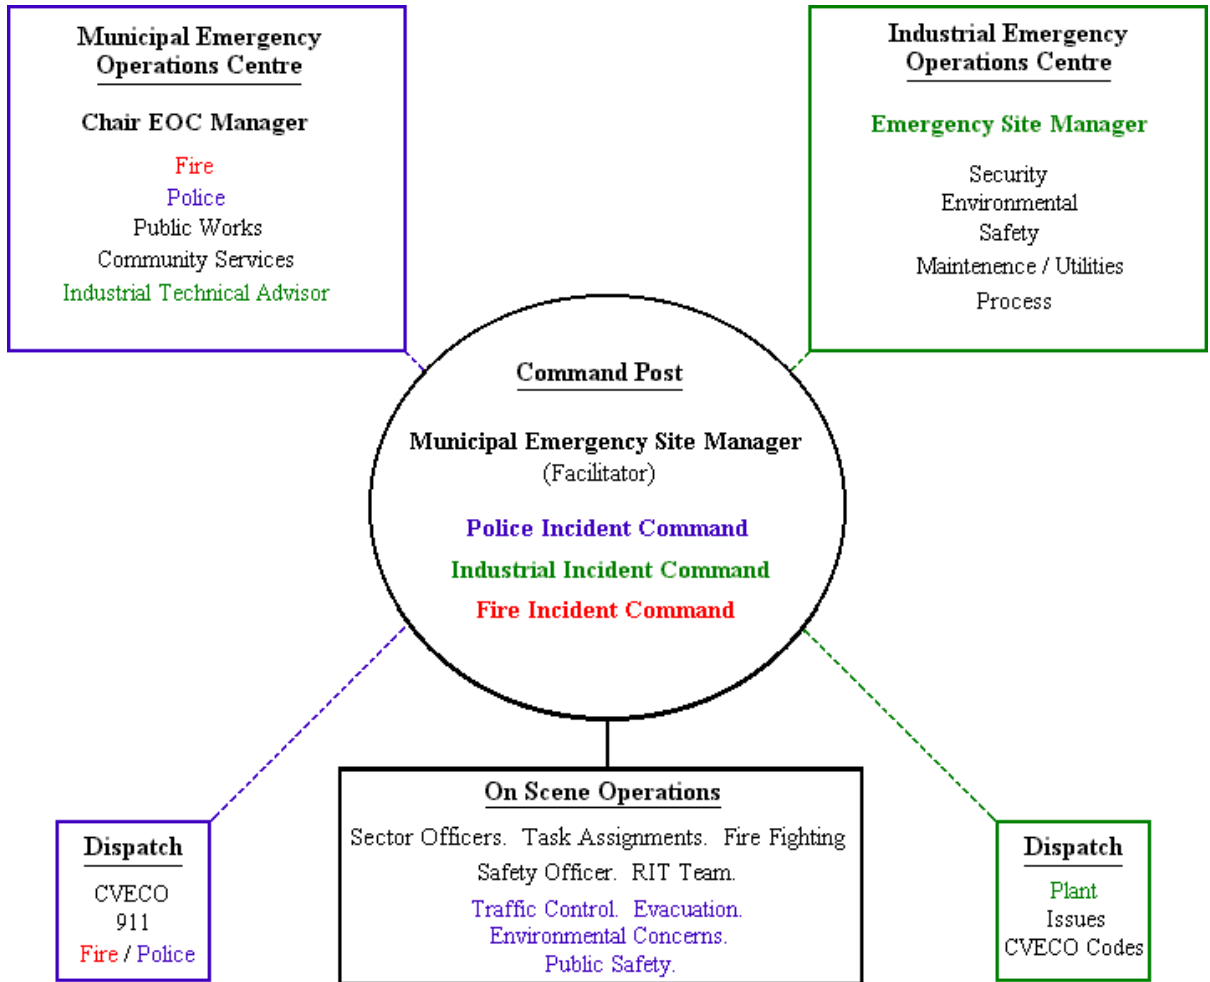 Municipal Emergency
Operations Centre
Chair EOC Manager
Fire
Police
Public Works
Community Services
Industrial Technical Advisor
Industrial Emergency
Operations Centre
Emergency Site Manager
Security
Environmental
Safety
Maintenence / Utilities
Process
Command Post
Municipal Emergency Site Manager
(Facilitator)
Police Incident Command
Industrial Incident Command
Fire Incident Command
Dispatch
CVECO
911
Fire / Police
On Scene Operations
Sector Officers. Task Assignments. Fire Fighting
Safety Officer. RIT Team.
Traffic Control. Evacuation.
Environmental Concerns.
Public Safety.
Dispatch
Plant
Issues
CVECO Codes